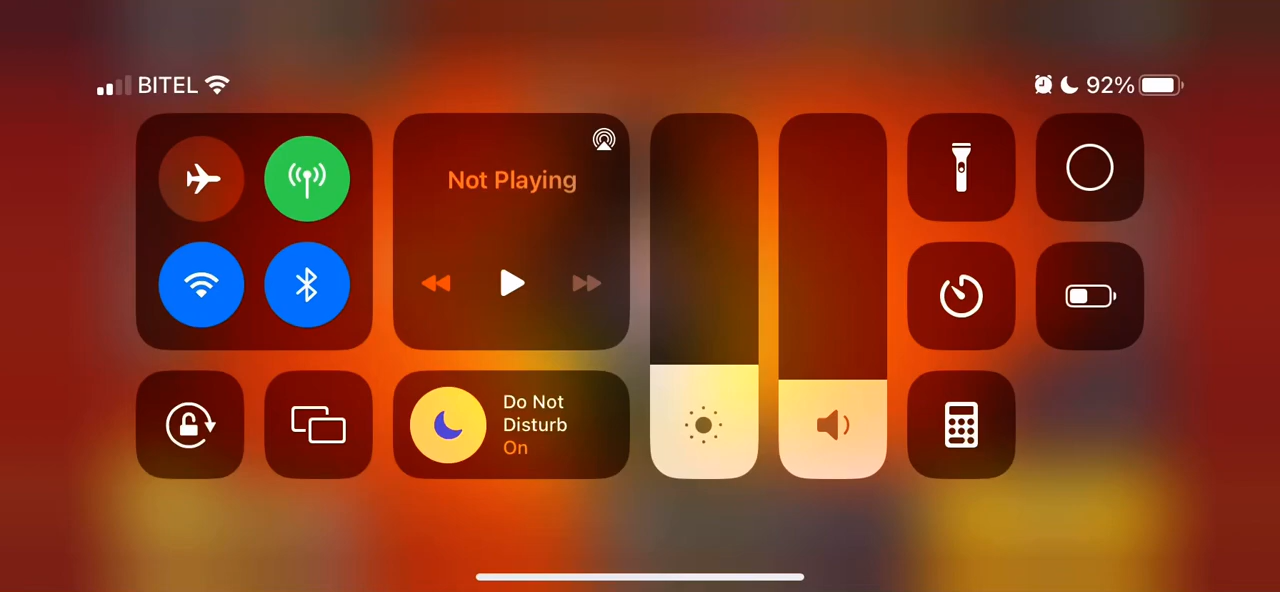 BITEL
92%
Not Playing
Do Not
Disturb
On